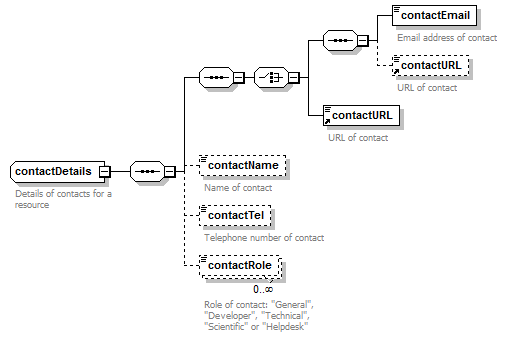 contactEmail
Email address of contact
contactURL
URL of contact
contactURL
URL of contact
contactDetails
Details of contacts for a
resource
contactName
Name of contact
contactTel
Telephone number of contact
contactRole
0..∞
Role of contact: "General",
"Developer", "Technical",
"Scientific" or "Helpdesk"